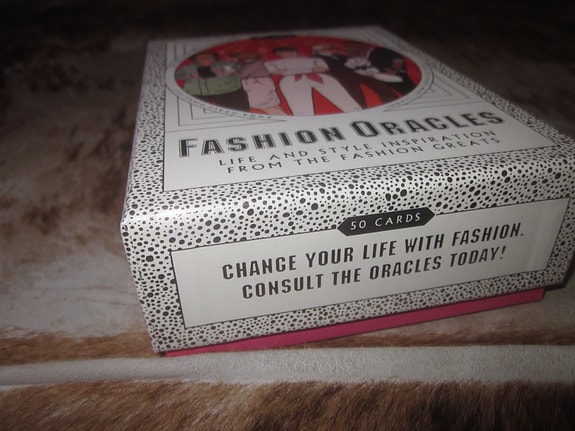 FASHION ORACLES
LIFE AND STYLE INSPIRATION
FROM THE FASHION GREATS
50 CARDS
CHANGE YOUR LIFE WITH FASHION.
CONSULT THE ORACLES TODAY!